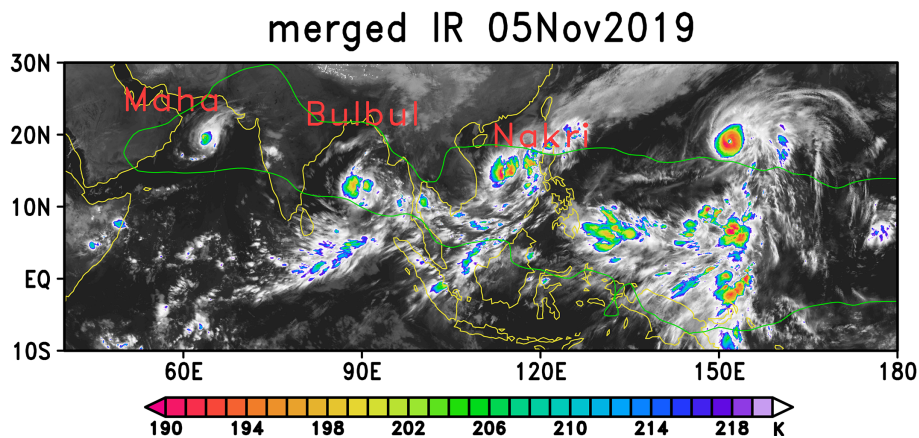 merged IR 05Nov2019
30N
Maha
Bulbul
Nakri
20N
10N
EQ
10S
60E 90E 120E 150E 180
190 194 198 202 206 210 214 218 K